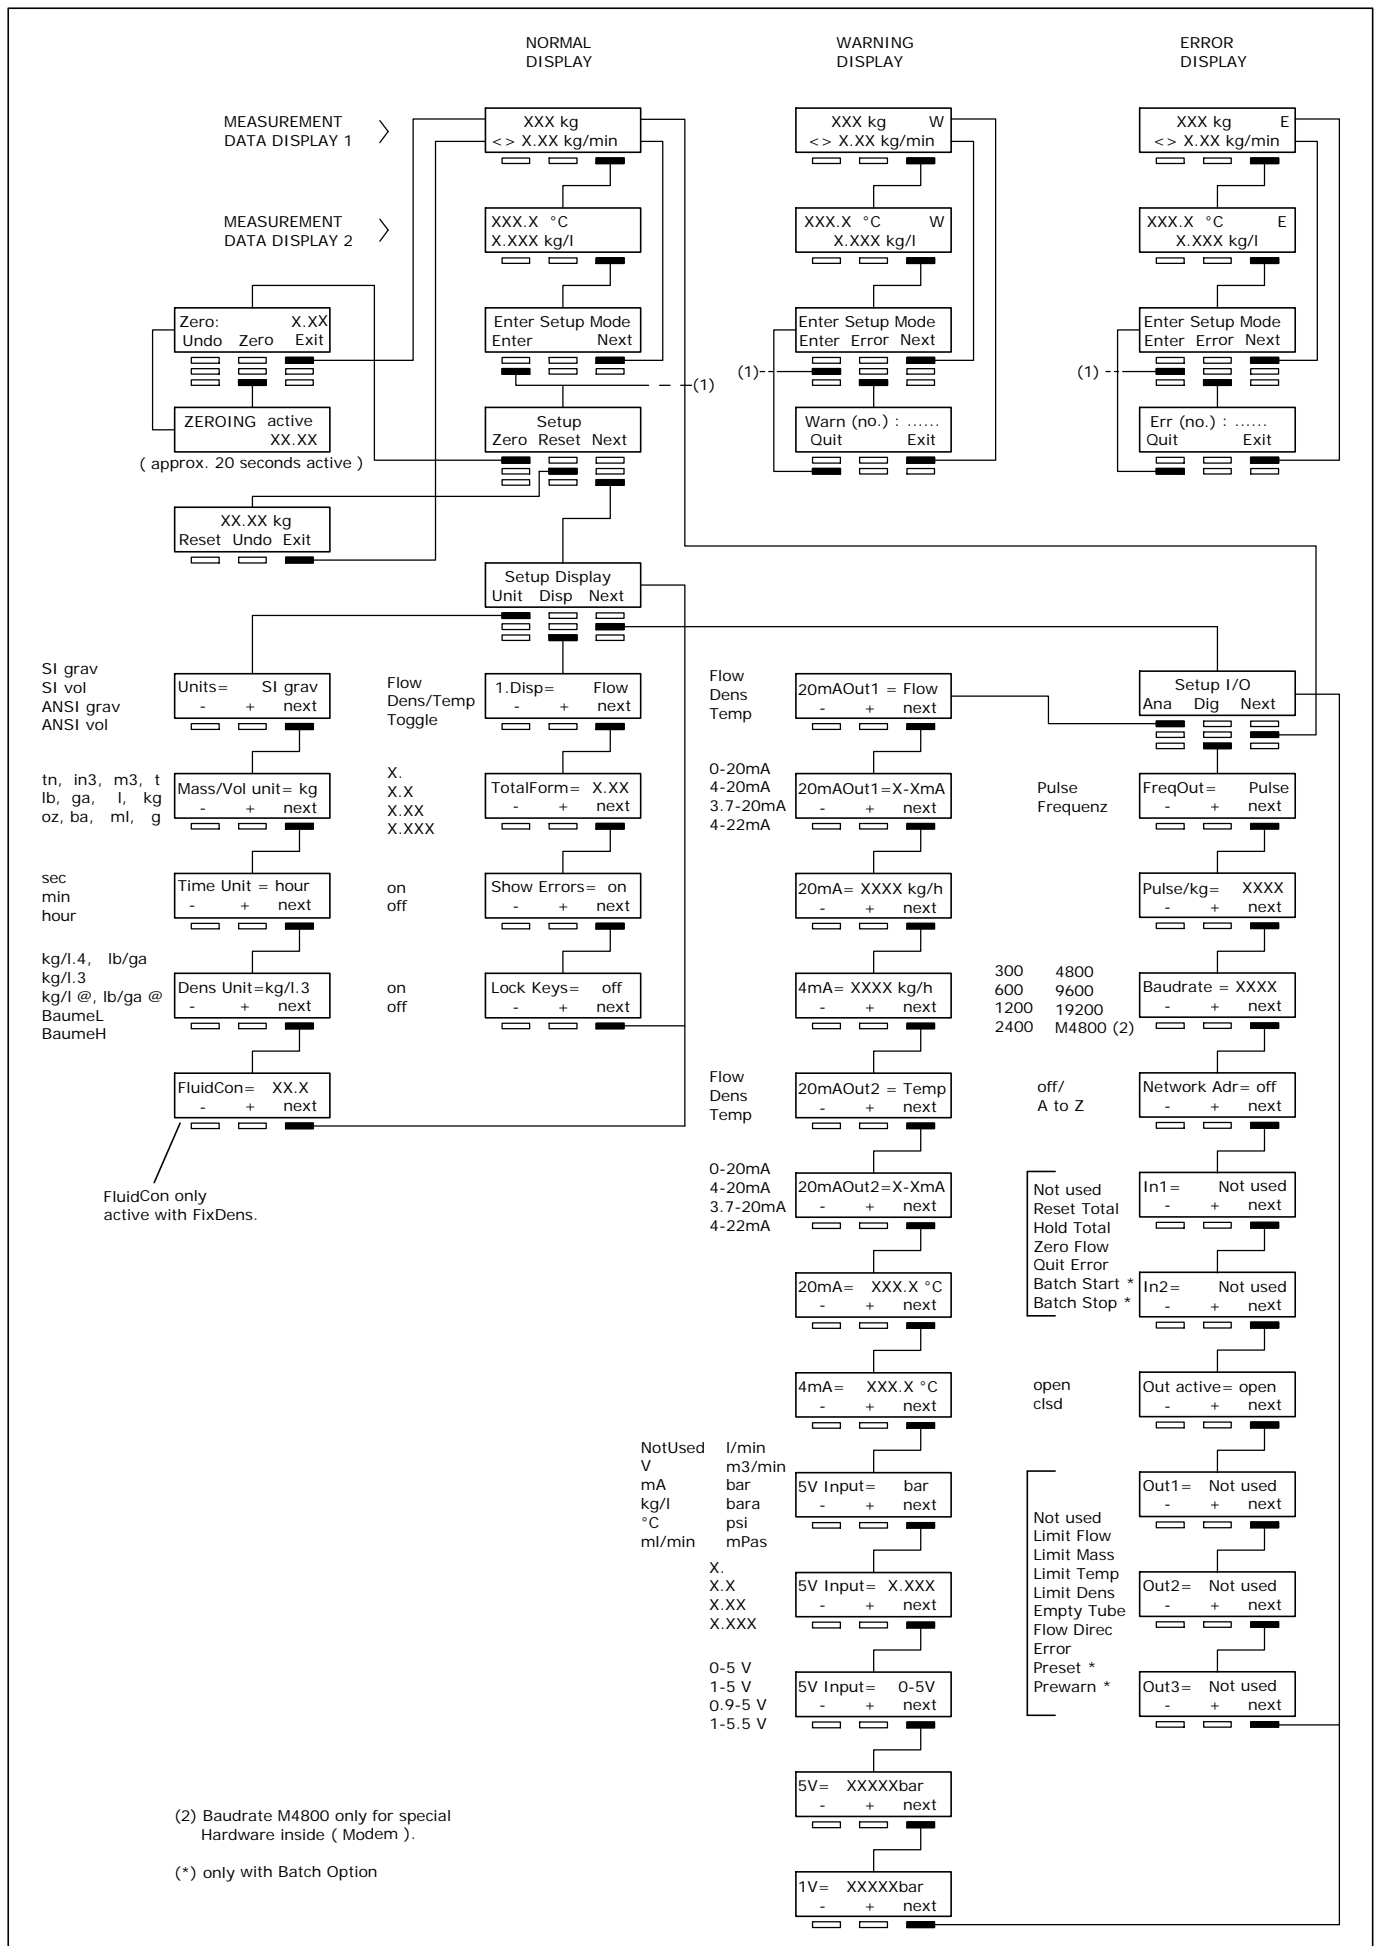 NORMAL
DISPLAY
WARNING
DISPLAY
ERROR
DISPLAY
MEASUREMENT
DATA DISPLAY 1
XXX kg
<> X.XX kg/min
XXX kg W
<> X.XX kg/min
XXX kg E
<> X.XX kg/min
MEASUREMENT
DATA DISPLAY 2
XXX.X °C
X.XXX kg/l
XXX.X °C W
X.XXX kg/l
XXX.X °C E
X.XXX kg/l
Zero: X.XX
Undo Zero Exit
Enter Setup Mode
Enter Next
Enter Setup Mode
Enter Error Next
Enter Setup Mode
Enter Error Next
(1)
(1)
(1)
ZEROING active
XX.XX
( approx. 20 seconds active )
Setup
Zero Reset Next
Warn (no.) : ......
Quit Exit
Err (no.) : ......
Quit Exit
XX.XX kg
Reset Undo Exit
Setup Display
Unit Disp Next
SI grav
SI vol
ANSI grav
ANSI vol
Units= SI grav
- + next
tn, in3, m3, t
lb, ga, l, kg
oz, ba, ml, g
Mass/Vol unit= kg
- + next
sec
min
hour
Time Unit = hour
- + next
kg/l.4, lb/ga
kg/l.3
kg/l @, lb/ga @
BaumeL
BaumeH
Dens Unit=kg/l.3
- + next
FluidCon= XX.X
- + next
FluidCon only
active with FixDens.
Flow
Dens/Temp
Toggle
1.Disp= Flow
- + next
X.
X.X
X.XX
X.XXX
TotalForm= X.XX
- + next
on
off
Show Errors= on
- + next
on
off
Lock Keys= off
- + next
Flow
Dens
Temp
20mAOut1 = Flow
- + next
0-20mA
4-20mA
3.7-20mA
4-22mA
20mAOut1=X-XmA
- + next
20mA= XXXX kg/h
- + next
4mA= XXXX kg/h
- + next
Flow
Dens
Temp
20mAOut2 = Temp
- + next
0-20mA
4-20mA
3.7-20mA
4-22mA
20mAOut2=X-XmA
- + next
20mA= XXX.X °C
- + next
4mA= XXX.X °C
- + next
NotUsed l/min
V m3/min
mA bar
kg/l bara
°C psi
ml/min mPas
5V Input= bar
- + next
X.
X.X
X.XX
X.XXX
5V Input= X.XXX
- + next
0-5 V
1-5 V
0.9-5 V
1-5.5 V
5V Input= 0-5V
- + next
5V= XXXXXbar
- + next
1V= XXXXXbar
- + next
Setup I/O
Ana Dig Next
Pulse
Frequenz
FreqOut= Pulse
- + next
Pulse/kg= XXXX
- + next
300 4800
600 9600
1200 19200
2400 M4800 (2)
Baudrate = XXXX
- + next
off/
A to Z
Network Adr= off
- + next
Not used
Reset Total
Hold Total
Zero Flow
Quit Error
Batch Start *
Batch Stop *
In1= Not used
- + next
In2= Not used
- + next
open
clsd
Out active= open
- + next
Not used
Limit Flow
Limit Mass
Limit Temp
Limit Dens
Empty Tube
Flow Direc
Error
Preset *
Prewarn *
Out1= Not used
- + next
Out2= Not used
- + next
Out3= Not used
- + next
(2) Baudrate M4800 only for special
Hardware inside ( Modem ).
(*) only with Batch Option